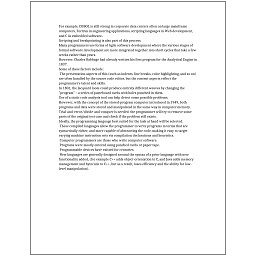 For example COBOL is still strong in corporate data centers often on large mainframe
computers, Fortran in engineering applications, scripting languages in Web development,
and C in embedded software.
Scripting and breakpointing is also part of this process.
Many programmers use forms of Agile software development where the various stages of
formal software development are more integrated together into short cycles that take a few
weeks rather than years.
However, Charles Babbage had already written his first program for the Analytical Engine in
1837.
Some of these factors include:
The presentation aspects of this (such as indents, line breaks, color highlighting, and so on)
are often handled by the source code editor, but the content aspects reflect the
programmer's talent and skills.
In 1801, the Jacquard loom could produce entirely different weaves by changing the
"program" - a series of pasteboard cards with holes punched in them.
Use of a static code analysis tool can help detect some possible problems.
However, with the concept of the stored-program computer introduced in 1949, both
programs and data were stored and manipulated in the same way in computer memory.
Trial-and-error/divide-and-conquer is needed: the programmer will try to remove some
parts of the original test case and check if the problem still exists.
Ideally, the programming language best suited for the task at hand will be selected.
These compiled languages allow the programmer to write programs in terms that are
syntactically richer, and more capable of abstracting the code, making it easy to target
varying machine instruction sets via compilation declarations and heuristics.
Computer programmers are those who write computer software.
Programs were mostly entered using punched cards or paper tape.
Programmable devices have existed for centuries.
New languages are generally designed around the syntax of a prior language with new
functionality added, (for example C++ adds object-orientation to C, and Java adds memory
management and bytecode to C++, but as a result, loses efficiency and the ability for low-
level manipulation).